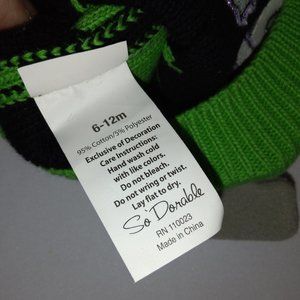 6-12m
95% Cotton/5% Polyester
Exclusive of Decoration
Care Instructions:
Hand wash cold
with like colors.
Do not bleach.
Do not wring or twist.
Lay flat to dry.
So' Dorable
RN 110023
Made in China